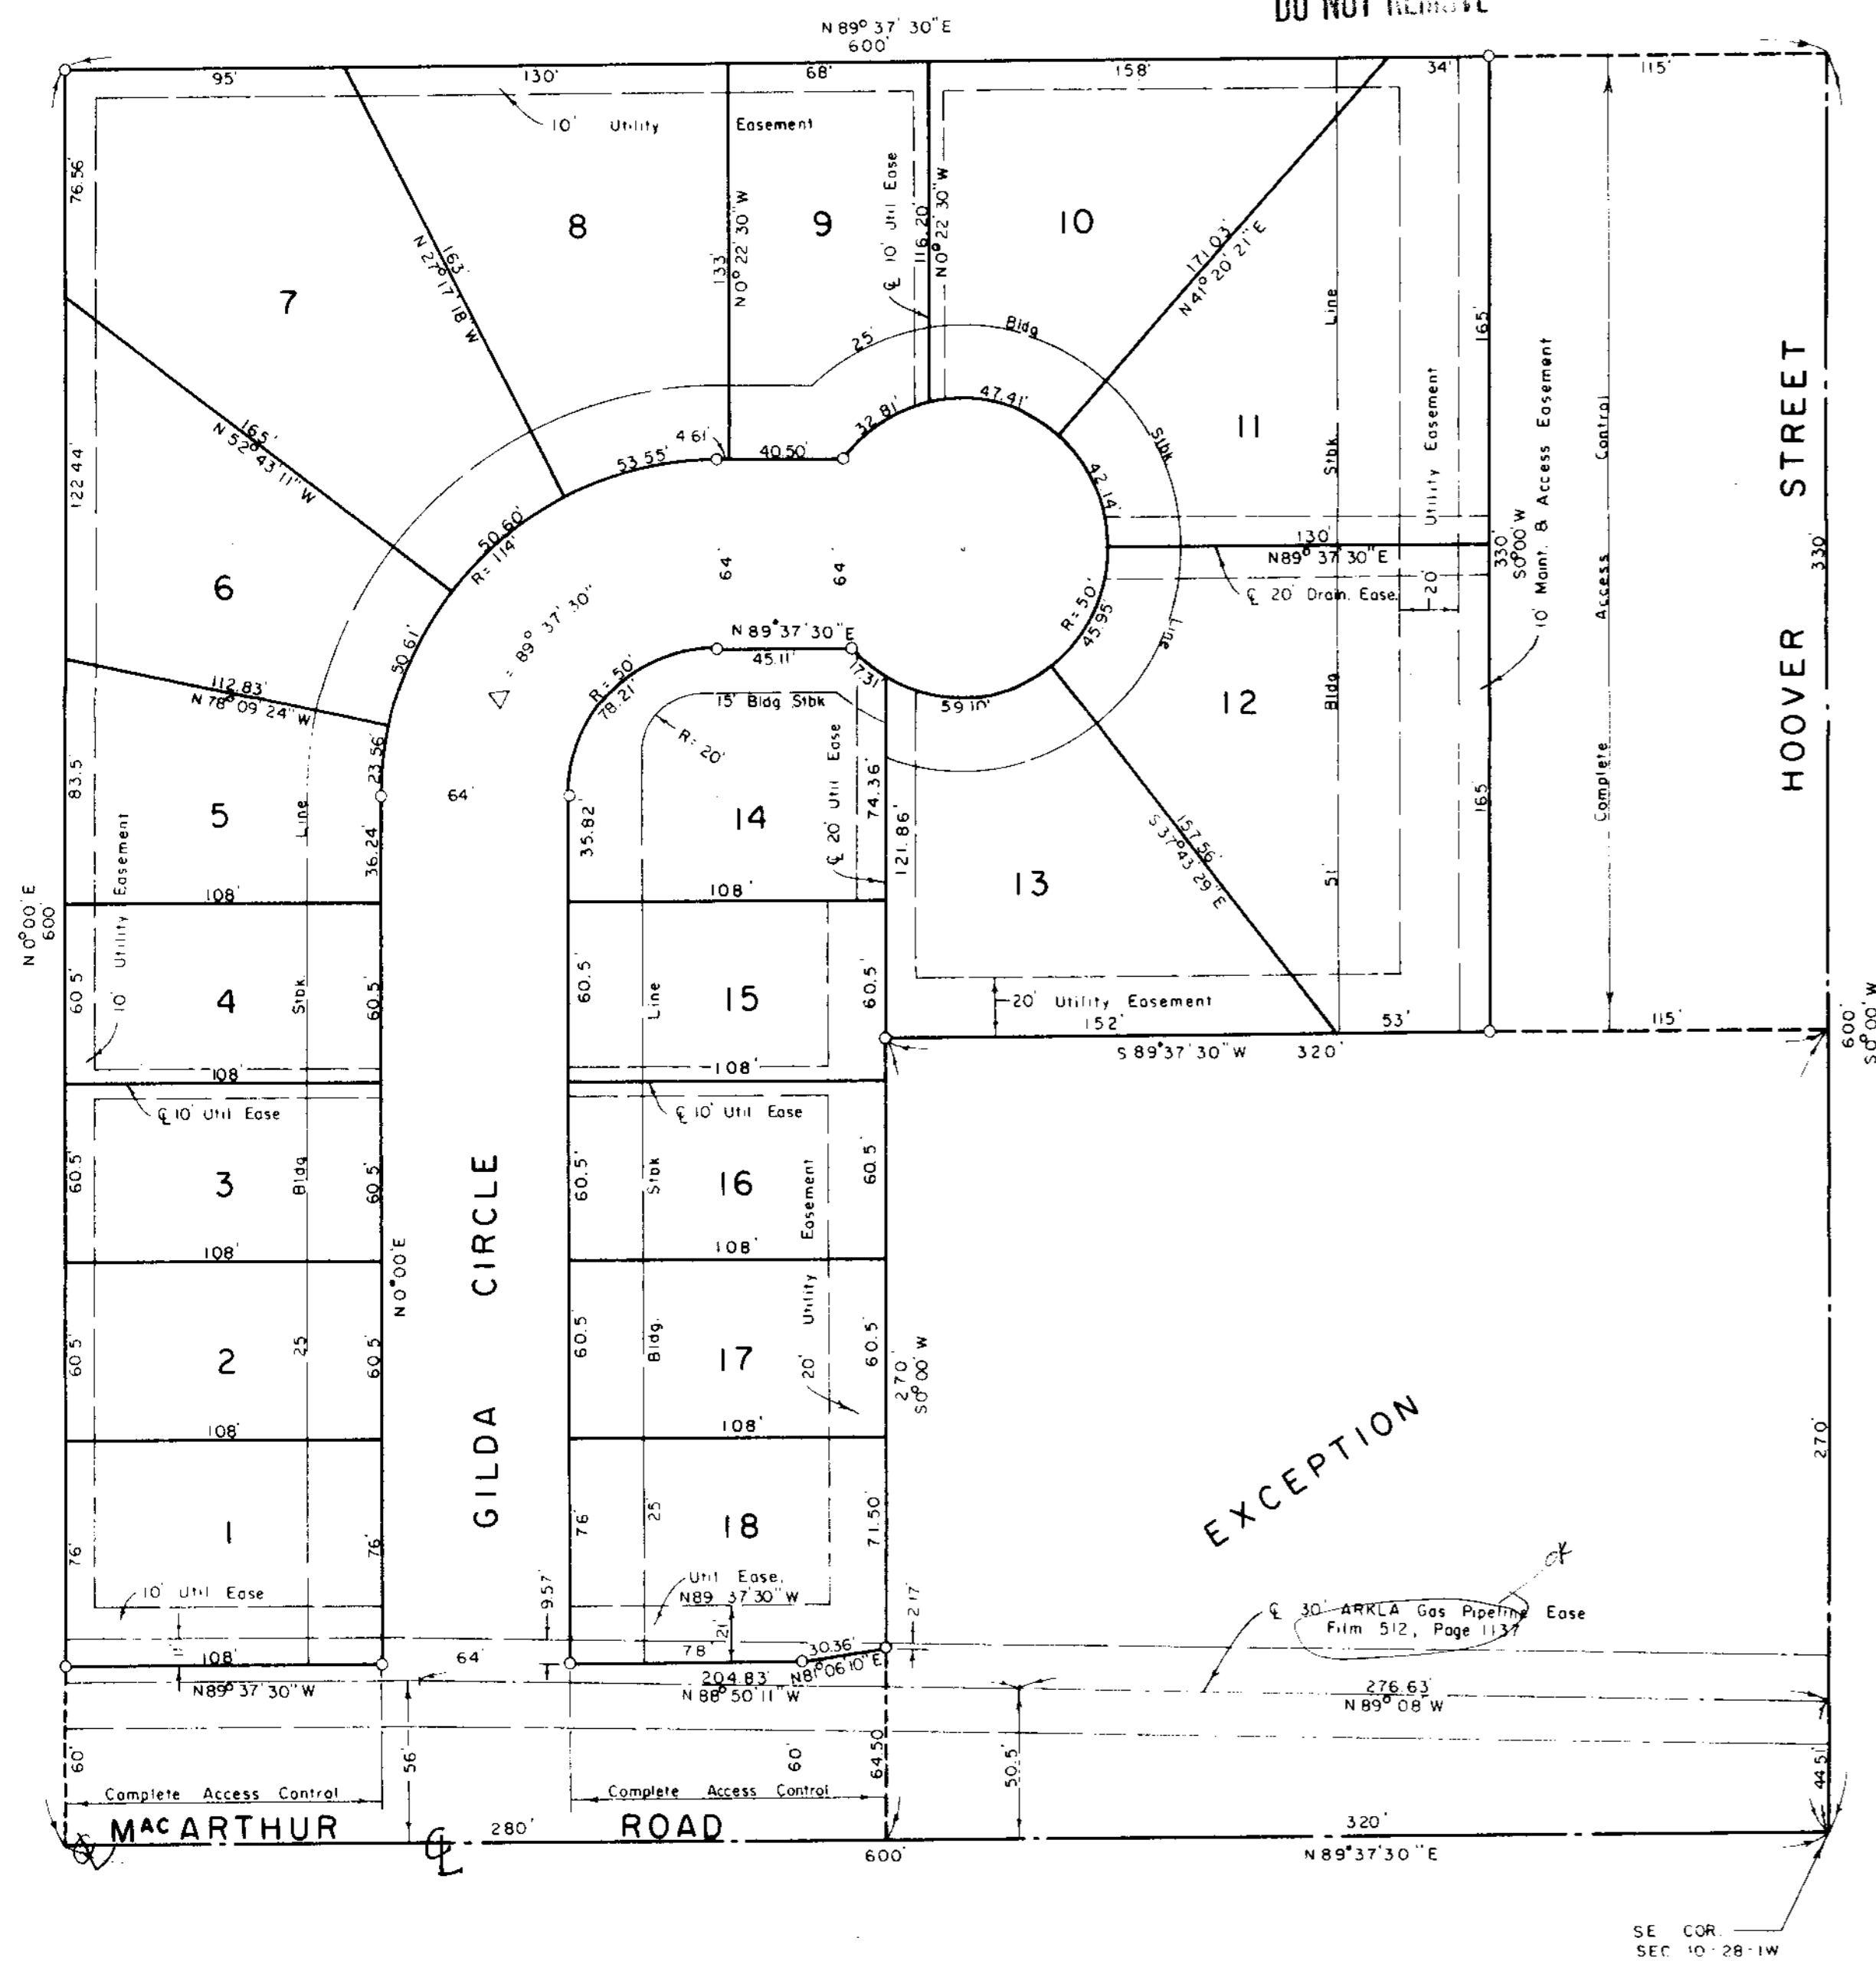 DO NOT REMOVE
N 89° 37' 30" E
600'
95'
130'
68'
158'
34'
115'
10' Utility Easement
76.56'
7
163'
N 27° 17' 18" W
8
133'
N 0° 22' 30" W
9
℄ 10' Util Ease
116.20'
N 0° 22' 30" W
10
171.03'
N 41° 20' 21" E
11
Line
Stbk
Bldg
51'
25'
Bldg
Stbk
Line
165'
Utility Easement
10' Maint. & Access Easement
Complete Access Control
HOOVER STREET
330'
122.44'
165'
N 52° 43' 11" W
6
53.55'
4.61'
40.50'
32.81'
47.41'
42.14'
50.60'
R = 114'
50.61'
64'
64'
△ = 89° 37' 30"
130'
N 89° 37' 30" E
330'
S 0° 00' W
℄ 20' Drain. Ease.
20'
R = 50'
45.95'
N 89° 37' 30" E
45.11'
17.31'
59.10'
R = 50'
78.21'
15' Bldg Stbk
R = 20'
112.83'
N 78° 09' 24" W
23.56'
83.5'
5
Line
36.24'
64'
35.82'
14
℄ 20' Util Ease
74.36'
121.86'
12
165'
157.56'
S 37° 43' 29" E
13
108'
108'
N 0° 00' E
600'
10' Utility Easement
60.5'
4
Stbk
60.5'
60.5'
Line
15
60.5'
20' Utility Easement
152'
53'
115'
S 89° 37' 30" W 320'
600'
S 0° 00' W
108'
108'
℄ 10' Util Ease
℄ 10' Util Ease
60.5'
3
Bldg
60.5'
60.5'
Stbk
16
20' Utility Easement
60.5'
N 0° 00' E
GILDA CIRCLE
108'
108'
60.5'
2
25
60.5'
60.5'
Bldg.
17
60.5'
270'
S 0° 00' W
270'
108'
108'
EXCEPTION
76'
1
76'
76'
25'
18
71.50'
10' Util Ease
9.57'
Util Ease.
N 89 37' 30" W
2.17'
ok
℄ 30' ARKLA Gas Pipeline Ease
Film 512, Page 1137
11'
108'
64'
78'
21'
30.36'
N 81° 06' 10" E
N 89° 37' 30" W
204.83'
N 88° 50' 11" W
276.63'
N 89° 08' W
60'
56'
60'
64.50
50.5'
44.51'
Complete Access Control
Complete Access Control
MAC ARTHUR ROAD
℄
280'
320'
600'
N 89° 37' 30" E
SE COR.
SEC 10-28-1W